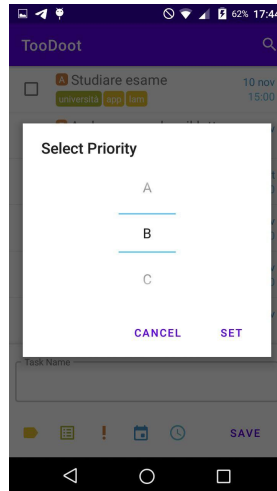 62% 17:44
TooDoot
A Studiare esame
10 nov
università app lam
15:00
Select Priority
A
B
C
CANCEL SET
Task Name
SAVE